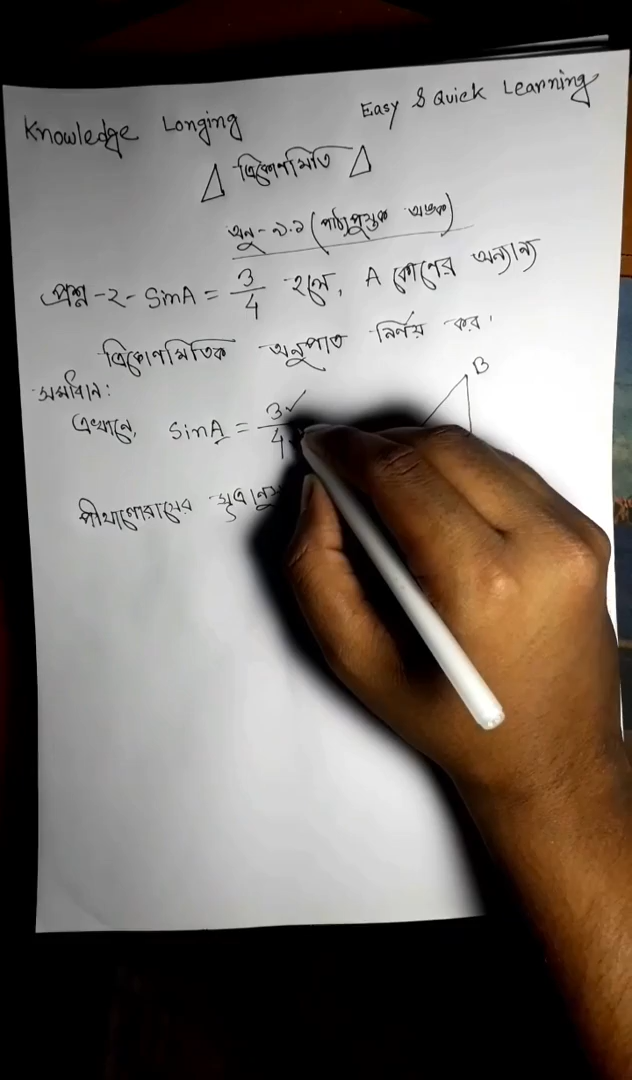 Knowledge Longing
Easy & Quick Learning
ত্রিকোণমিতি
অনু-৯.১ (পাঠ্যপুস্তক অঙ্ক)
প্রশ্ন-২- sinA = 3/4 হলে, A কোণের অন্যান্য
ত্রিকোণমিতিক অনুপাত নির্ণয় কর।
সমাধান:
এখানে, sinA = 3/4
B
পীথাগোরাসের